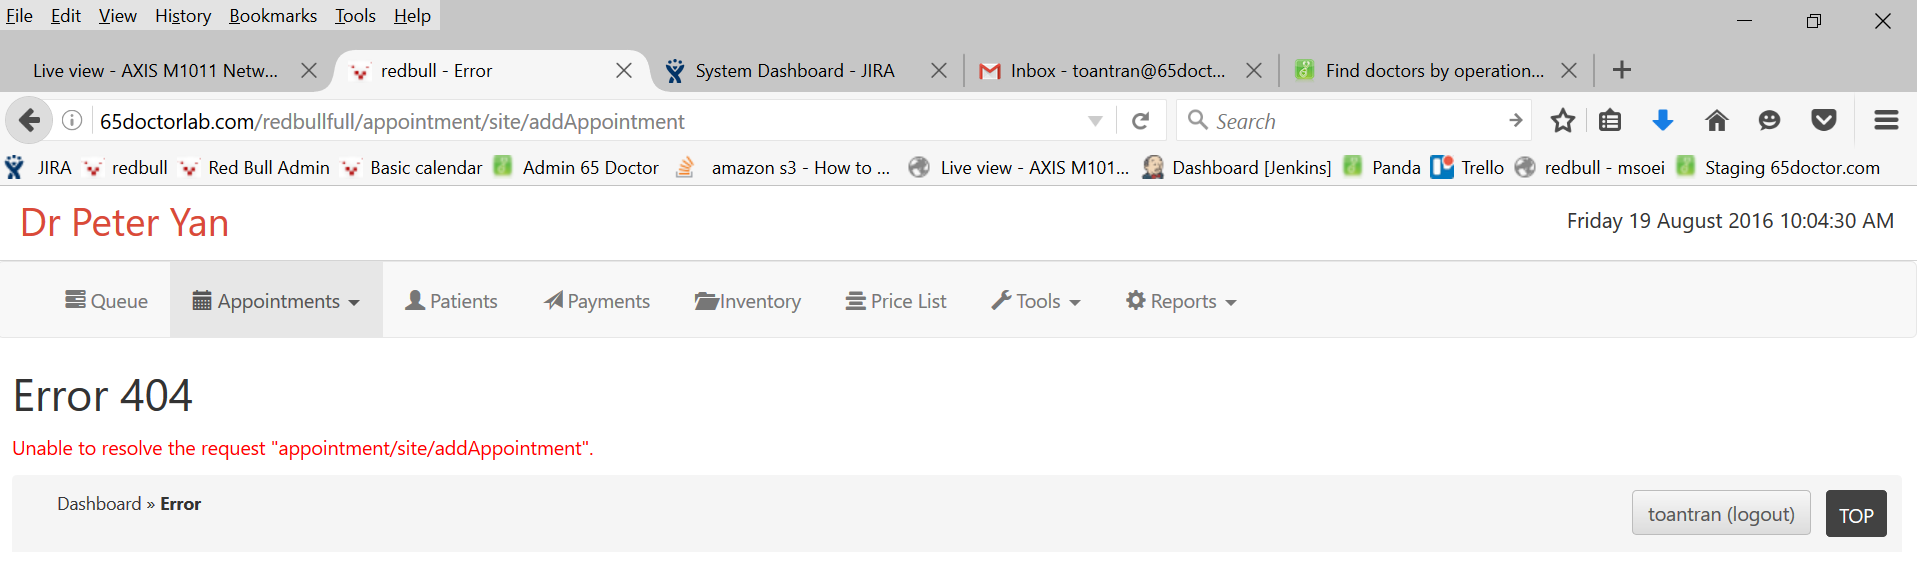 File Edit View History Bookmarks Tools Help
Live view - AXIS M1011 Netw... redbull - Error System Dashboard - JIRA Inbox - toantran@65doct... Find doctors by operation...
65doctorlab.com/redbullfull/appointment/site/addAppointment Search
JIRA redbull Red Bull Admin Basic calendar Admin 65 Doctor amazon s3 - How to ... Live view - AXIS M101... Dashboard [Jenkins] Panda Trello redbull - msoei Staging 65doctor.com
Dr Peter Yan Friday 19 August 2016 10:04:30 AM
Queue Appointments Patients Payments Inventory Price List Tools Reports
Error 404
Unable to resolve the request "appointment/site/addAppointment".
Dashboard » Error toantran (logout) TOP